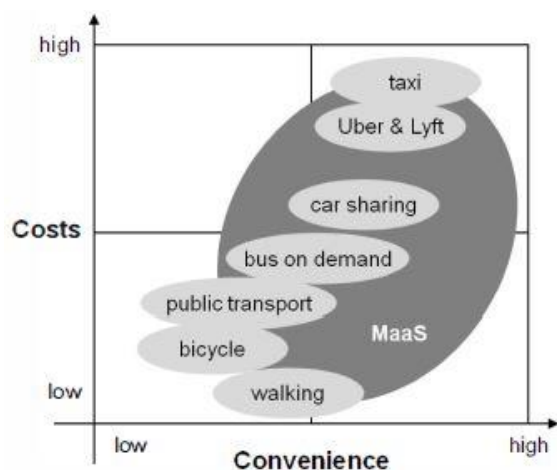 high
taxi
Uber & Lyft
car sharing
Costs
bus on demand
public transport
MaaS
bicycle
low
walking
low
high
Convenience